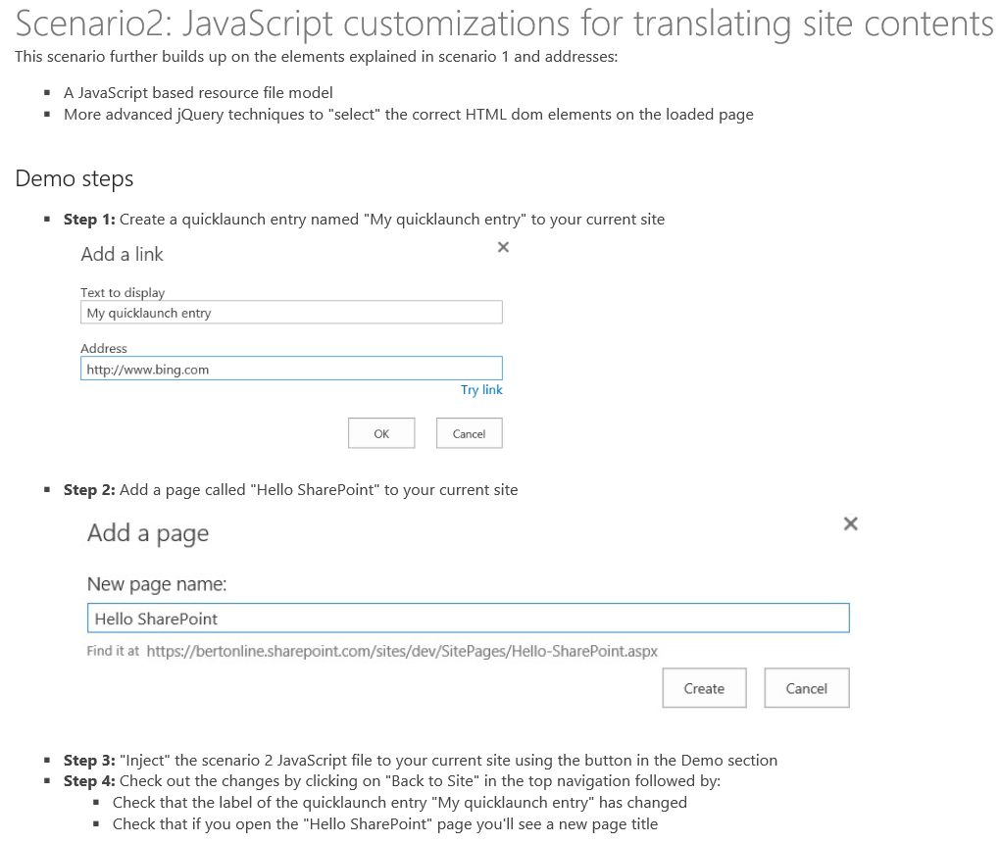 Scenario2: JavaScript customizations for translating site contents
This scenario further builds up on the elements explained in scenario 1 and addresses:
▪ A JavaScript based resource file model
▪ More advanced jQuery techniques to "select" the correct HTML dom elements on the loaded page
Demo steps
▪ Step 1: Create a quicklaunch entry named "My quicklaunch entry" to your current site
Add a link
Text to display
My quicklaunch entry
Address
http://www.bing.com
Try link
OK Cancel
▪ Step 2: Add a page called "Hello SharePoint" to your current site
Add a page
New page name:
Hello SharePoint
Find it at https://bertonline.sharepoint.com/sites/dev/SitePages/Hello-SharePoint.aspx
Create Cancel
▪ Step 3: "Inject" the scenario 2 JavaScript file to your current site using the button in the Demo section
▪ Step 4: Check out the changes by clicking on "Back to Site" in the top navigation followed by:
▪ Check that the label of the quicklaunch entry "My quicklaunch entry" has changed
▪ Check that if you open the "Hello SharePoint" page you'll see a new page title